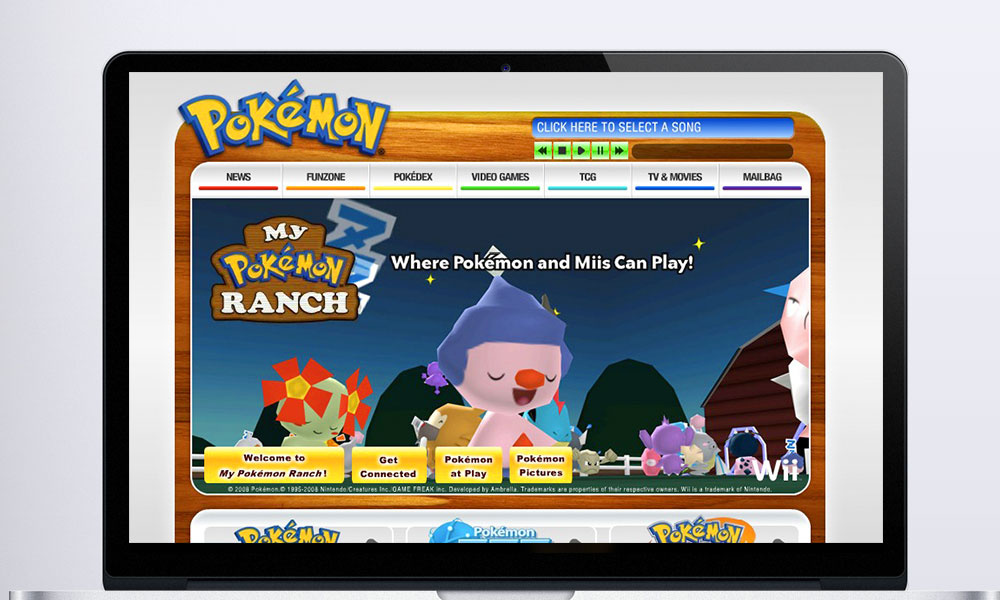 POKéMON
CLICK HERE TO SELECT A SONG
NEWS
FUNZONE
POKÉDEX
VIDEO GAMES
TCG
TV & MOVIES
MAILBAG
My
POKéMON
RANCH
Where Pokémon and Miis Can Play!
Z
Z
Z
Welcome to
My Pokémon Ranch!
Get
Connected
Pokémon
at Play
Pokémon
Pictures
Wii
© 2008 Pokémon. © 1995-2008 Nintendo/Creatures Inc./GAME FREAK Inc. Developed by Ambrella. Trademarks are properties of their respective owners. Wii is a trademark of Nintendo.
POKéMON
Pokémon
POKéMON